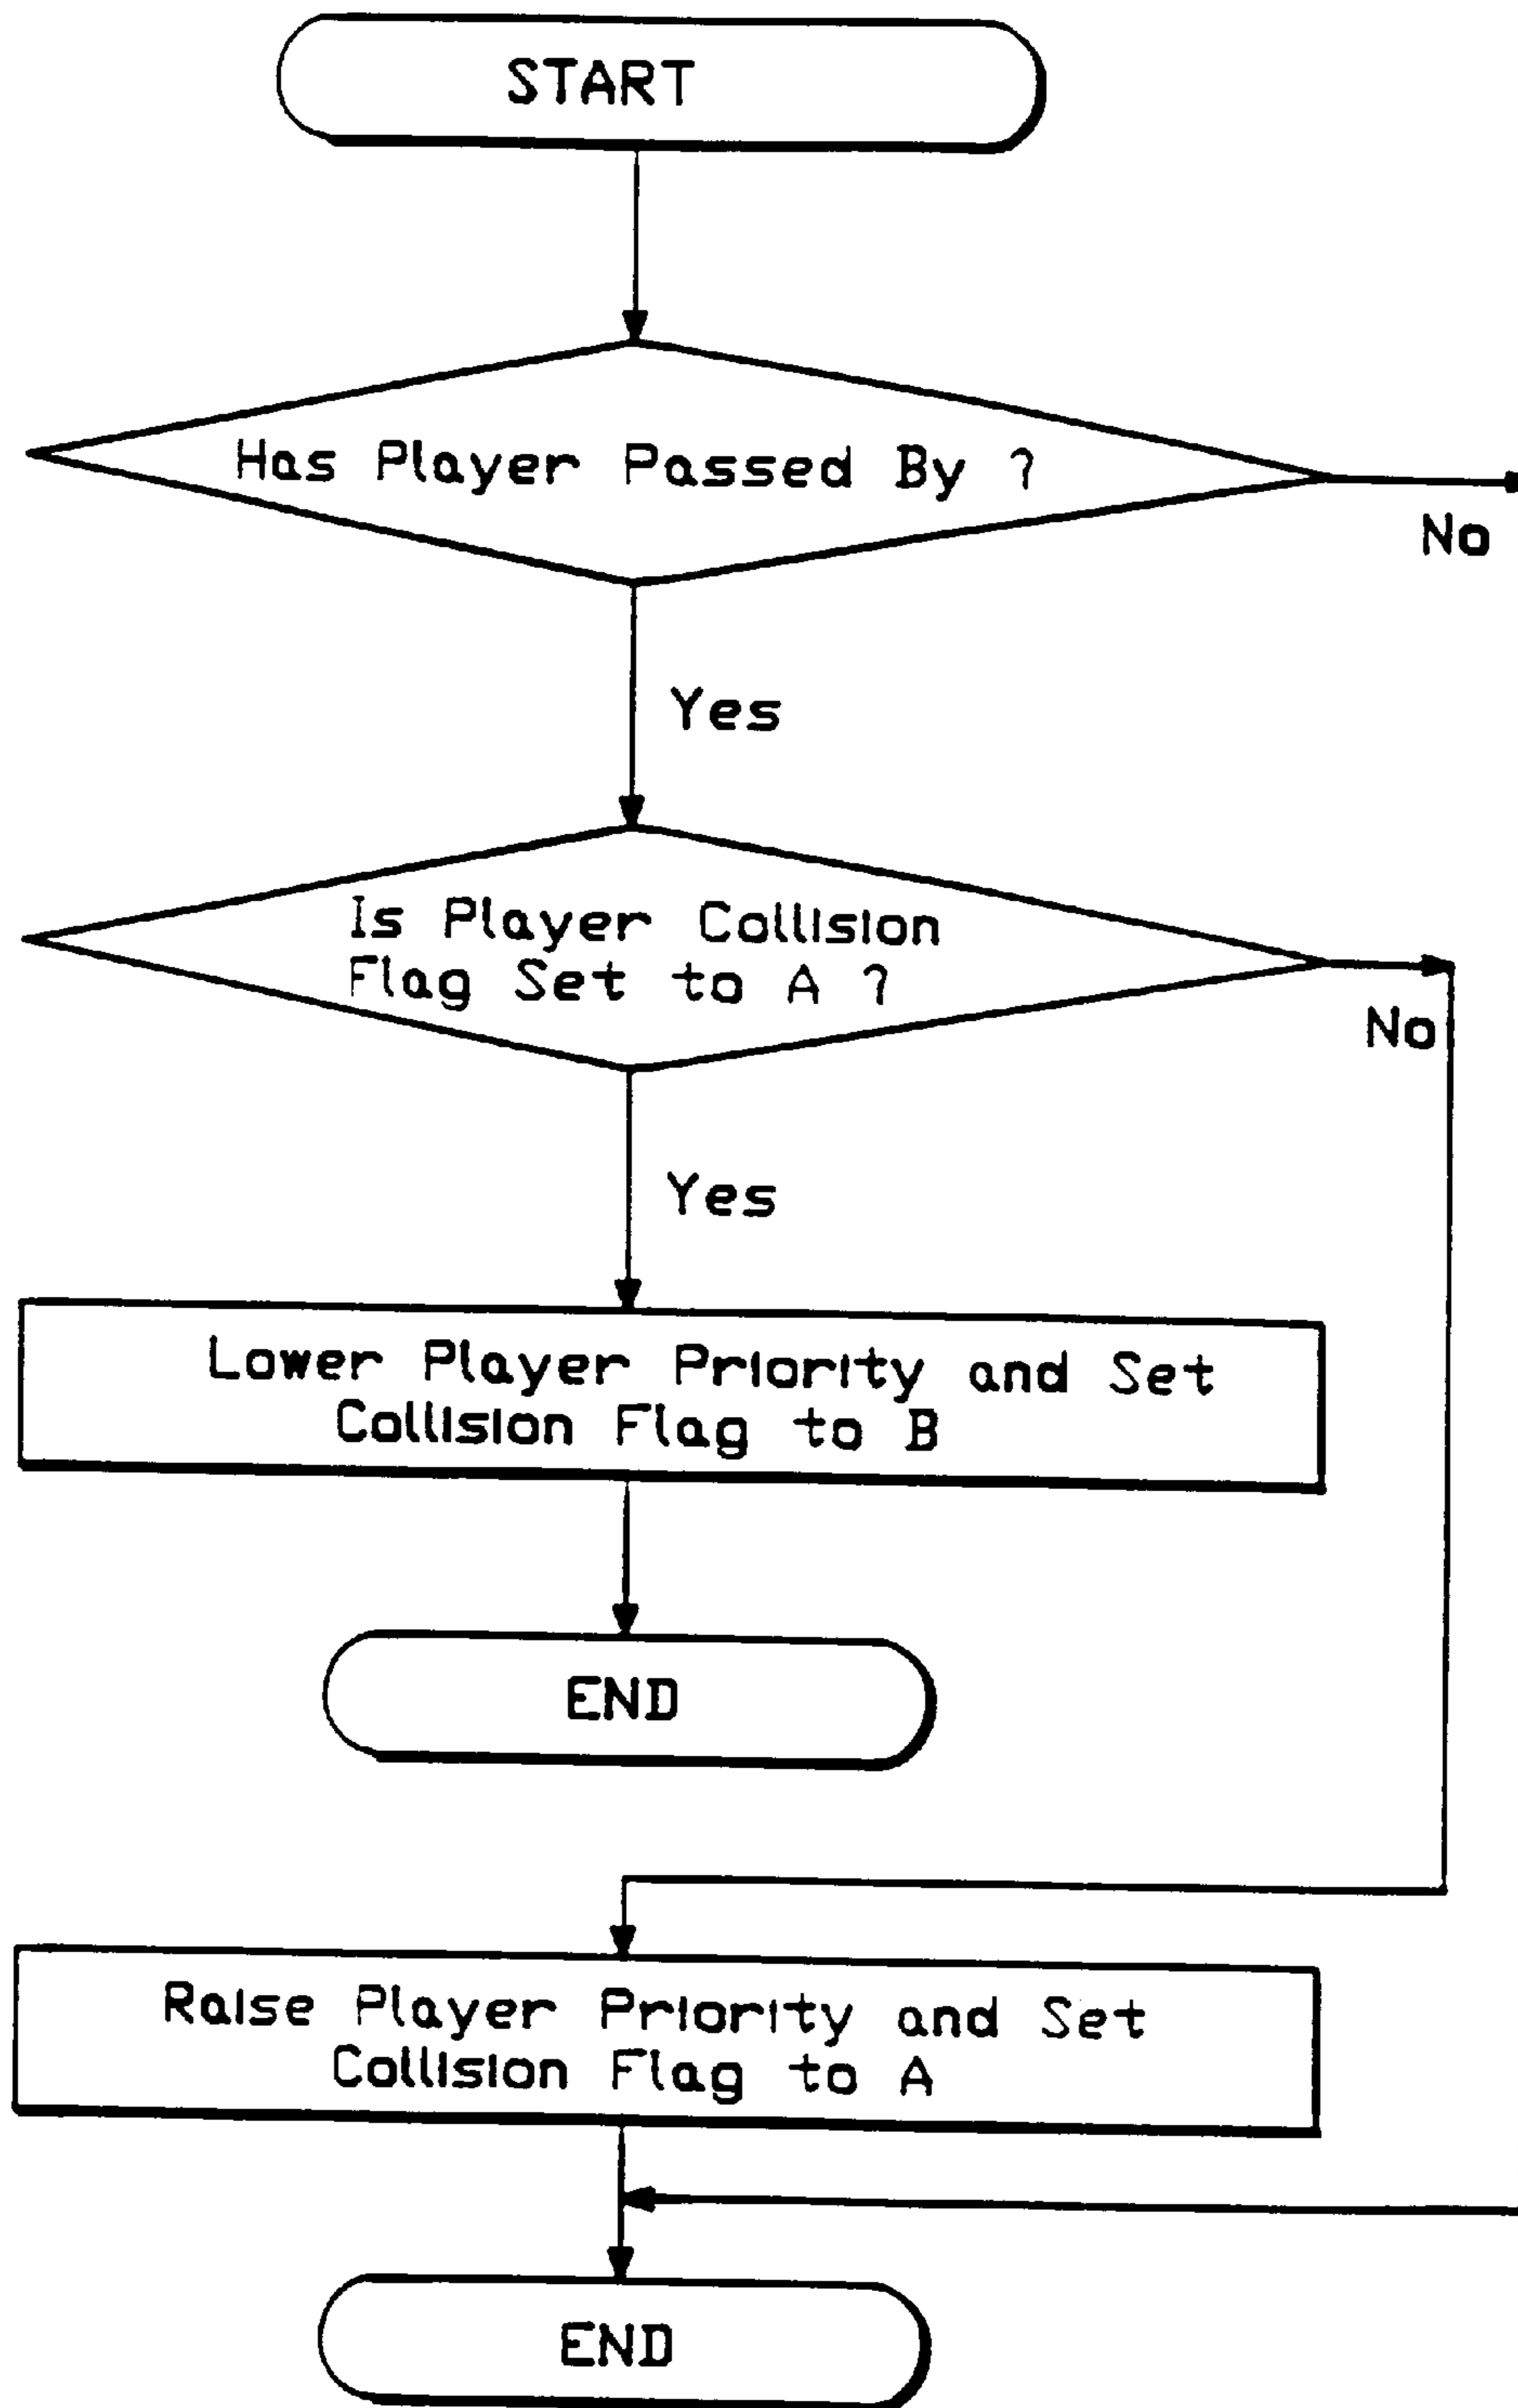 START
Has Player Passed By ?
No
Yes
Is Player Collision
Flag Set to A ?
No
Yes
Lower Player Priority and Set
Collision Flag to B
END
Raise Player Priority and Set
Collision Flag to A
END